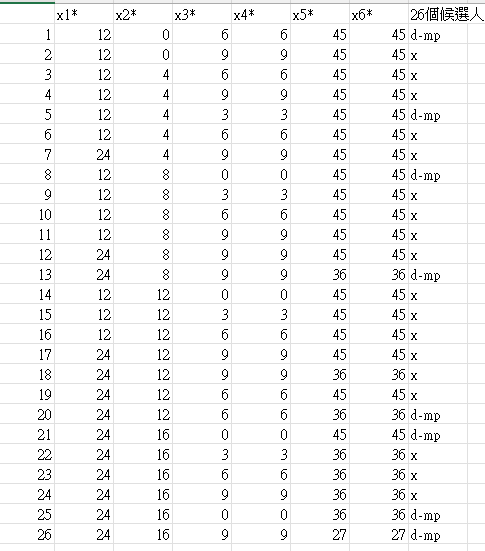 x1* x2* x3* x4* x5* x6* 26個候選人
1 12 0 6 6 45 45 d-mp
2 12 0 9 9 45 45 x
3 12 4 6 6 45 45 x
4 12 4 9 9 45 45 x
5 12 4 3 3 45 45 d-mp
6 12 4 6 6 45 45 x
7 24 4 9 9 45 45 x
8 12 8 0 0 45 45 d-mp
9 12 8 3 3 45 45 x
10 12 8 6 6 45 45 x
11 12 8 9 9 45 45 x
12 24 8 9 9 45 45 x
13 24 8 9 9 36 36 d-mp
14 12 12 0 0 45 45 x
15 12 12 3 3 45 45 x
16 12 12 6 6 45 45 x
17 24 12 9 9 45 45 x
18 24 12 9 9 36 36 x
19 24 12 6 6 45 45 x
20 24 12 6 6 36 36 d-mp
21 24 16 0 0 45 45 d-mp
22 24 16 3 3 36 36 x
23 24 16 6 6 36 36 x
24 24 16 9 9 36 36 x
25 24 16 0 0 36 36 d-mp
26 24 16 9 9 27 27 d-mp